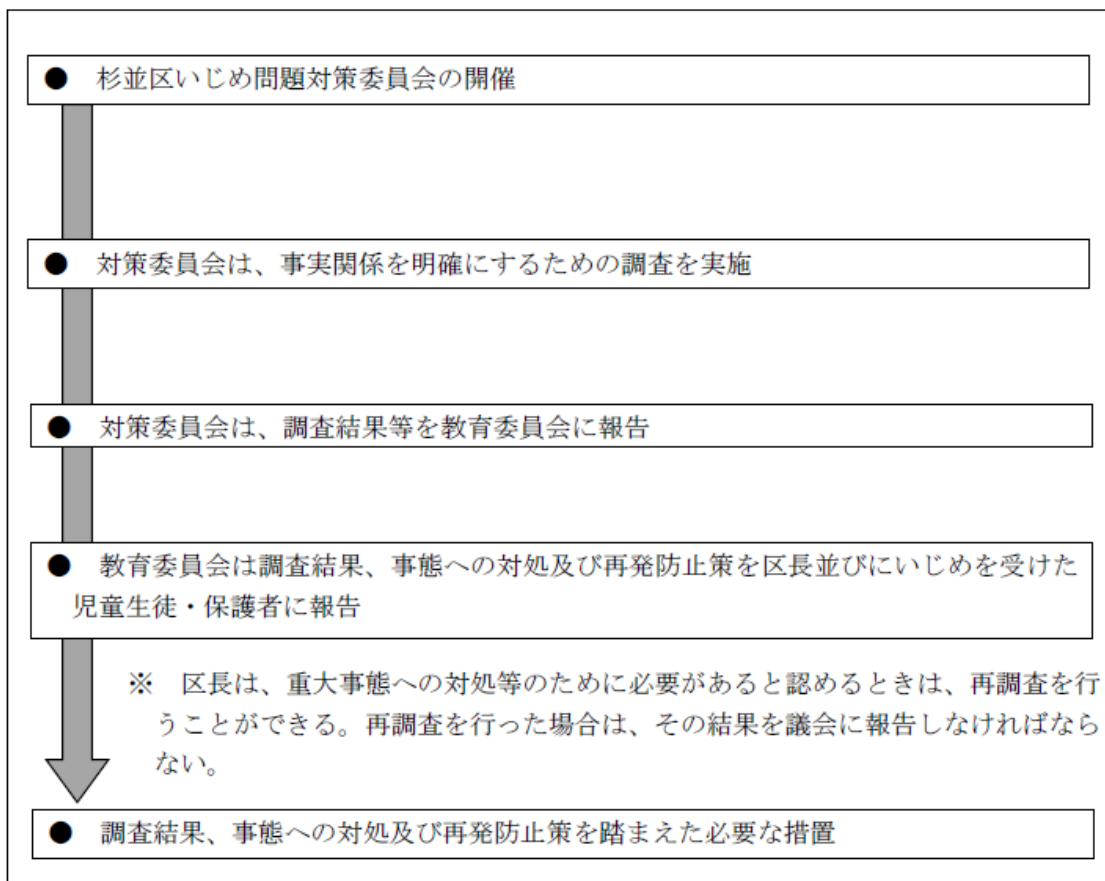 ● 杉並区いじめ問題対策委員会の開催
● 対策委員会は、事実関係を明確にするための調査を実施
● 対策委員会は、調査結果等を教育委員会に報告
● 教育委員会は調査結果、事態への対処及び再発防止策を区長並びにいじめを受けた
児童生徒・保護者に報告
※ 区長は、重大事態への対処等のために必要があると認めるときは、再調査を行
うことができる。再調査を行った場合は、その結果を議会に報告しなければなら
ない。
● 調査結果、事態への対処及び再発防止策を踏まえた必要な措置